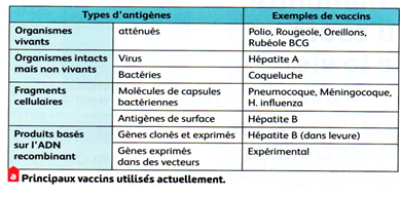 Types d'antigènes Exemples de vaccins
Organismes vivants atténués Polio, Rougeole, Oreillons,
Rubéole BCG
Organismes intacts mais non vivants Virus Hépatite A
Bactéries Coqueluche
Fragments cellulaires Molécules de capsules bactériennes Pneumocoque, Méningocoque,
H. influenza
Antigènes de surface Hépatite B
Produits basés sur l'ADN recombinant Gènes clonés et exprimés Hépatite B (dans levure)
Gènes exprimés dans des vecteurs Expérimental
a Principaux vaccins utilisés actuellement.